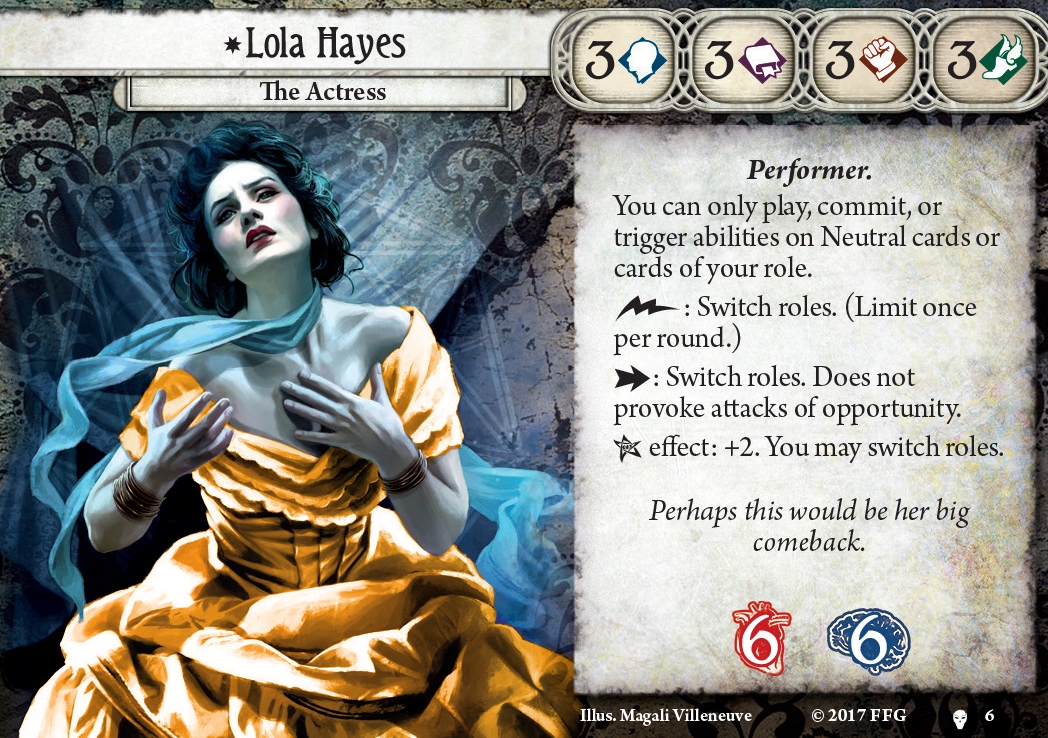 Lola Hayes
3 3 3 3
The Actress
Performer.
You can only play, commit, or
trigger abilities on Neutral cards or
cards of your role.
: Switch roles. (Limit once
per round.)
: Switch roles. Does not
provoke attacks of opportunity.
effect: +2. You may switch roles.
Perhaps this would be her big
comeback.
6 6
Illus. Magali Villeneuve © 2017 FFG 6